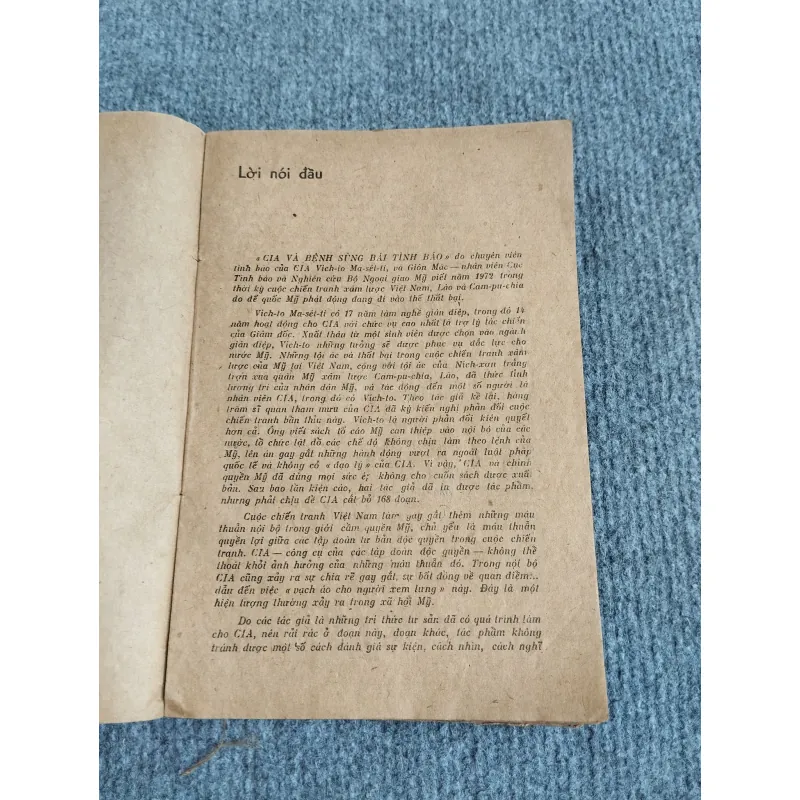 Lời nói đầu
« CIA VÀ BỆNH SÙNG BÁI TÌNH BÁO » do chuyên viên
tình báo của CIA Vich-to Ma-sét-ti, và Giôn Mác — nhân viên Cục
Tình báo và Nghiên cứu Bộ Ngoại giao Mỹ viết năm 1972 trong
thời kỳ cuộc chiến tranh xâm lược Việt Nam, Lào và Cam-pu-chia
do đế quốc Mỹ phát động đang đi vào thế thất bại.
Vich-to Ma-sét-ti có 17 năm làm nghề gián điệp, trong đó 14
năm hoạt động cho CIA với chức vụ cao nhất là trợ lý tác chiến
của Giám đốc. Xuất thân từ một sinh viên được chọn vào ngành
gián điệp, Vich-to những tưởng sẽ được phục vụ đắc lực cho
nước Mỹ. Những tội ác và thất bại trong cuộc chiến tranh xâm
lược của Mỹ tại Việt Nam, cộng với tội ác của Nich-xơn trắng
trợn xua quân Mỹ xâm lược Cam-pu-chia, Lào, đã thức tỉnh
lương tri của nhân dân Mỹ, và tác động đến một số người là
nhân viên CIA, trong đó có Vich-to. Theo tác giả kể lại, hàng
trăm sĩ quan tham mưu của CIA đã ký kiến nghị phản đối cuộc
chiến tranh bẩn thỉu này. Vich-to là người phản đối kiên quyết
hơn cả. Ông viết sách tố cáo Mỹ can thiệp vào nội bộ của các
nước, tổ chức lật đổ các chế độ không chịu làm theo lệnh của
Mỹ, lên án gay gắt những hành động vượt ra ngoài luật pháp
quốc tế và không có « đạo lý » của CIA. Vì vậy, CIA và chính
quyền Mỹ đã dùng mọi sức ép không cho cuốn sách được xuất
bản. Sau bao lần kiện cáo, hai tác giả đã in được tác phẩm,
nhưng phải chịu để CIA cắt bỏ 168 đoạn.
Cuộc chiến tranh Việt Nam làm gay gắt thêm những mâu
thuẫn nội bộ trong giới cầm quyền Mỹ, chủ yếu là mâu thuẫn
quyền lợi giữa các tập đoàn tư bản độc quyền trong cuộc chiến
tranh. CIA — công cụ của các tập đoàn độc quyền — không thể
thoát khỏi ảnh hưởng của những mâu thuẫn đó. Trong nội bộ
CIA cũng xảy ra sự chia rẽ gay gắt, sự bất đồng về quan điểm...
dẫn đến việc « vạch áo cho người xem lưng » này. Đây là một
hiện tượng thường xảy ra trong xã hội Mỹ.
Do các tác giả là những trí thức tư sản đã có quá trình làm
cho CIA, nên rải rác ở đoạn này, đoạn khác, tác phẩm không
tránh được một số cách đánh giá sự kiện, cách nhìn, cách nghĩ